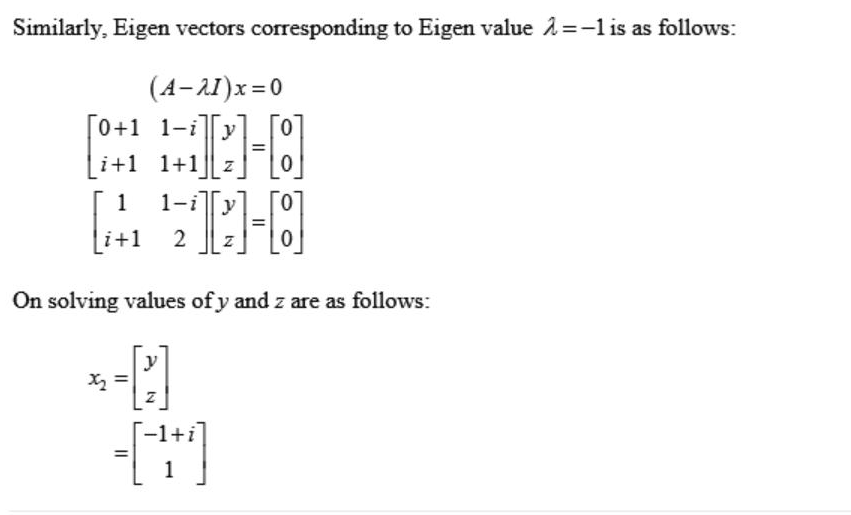 Similarly, Eigen vectors corresponding to Eigen value λ = −1 is as follows:
(A − λI)x = 0
[0+1 1−i; i+1 1+1][y; z] = [0; 0]
[1 1−i; i+1 2][y; z] = [0; 0]
On solving values of y and z are as follows:
x₂ = [y; z]
= [−1+i; 1]